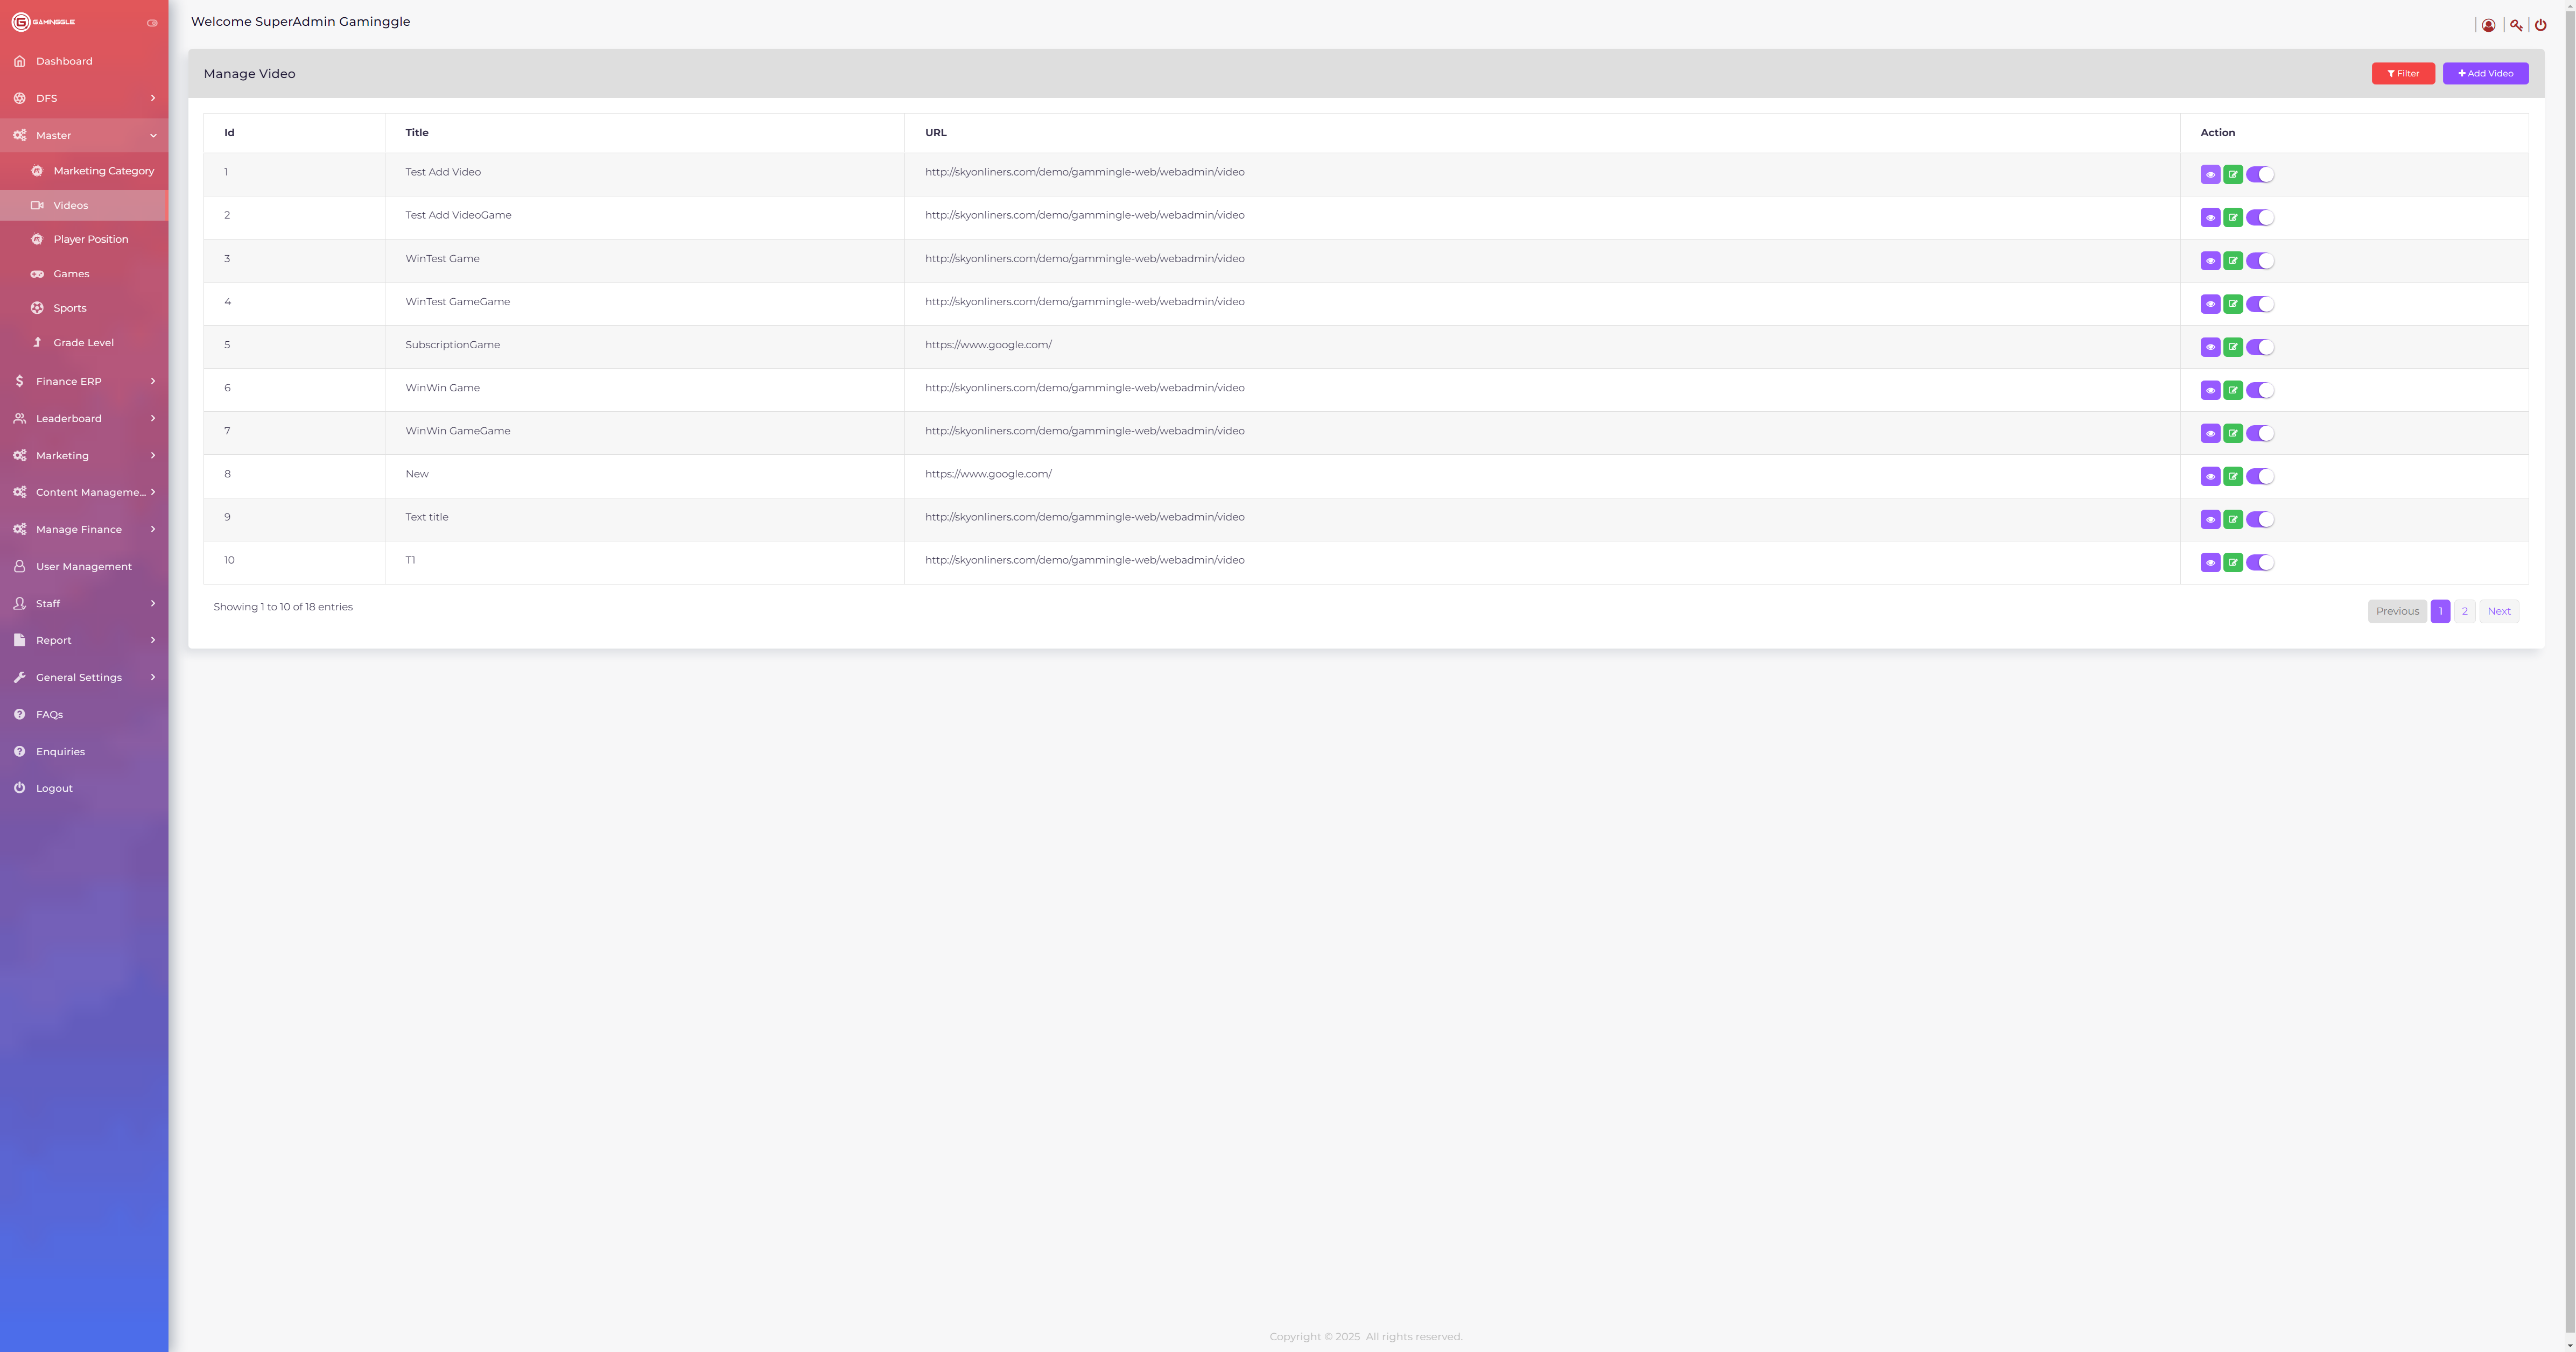 GAMINGGLE
Welcome SuperAdmin Gaminggle
Dashboard
DFS
Master
Marketing Category
Videos
Player Position
Games
Sports
Grade Level
Finance ERP
Leaderboard
Marketing
Content Manageme...
Manage Finance
User Management
Staff
Report
General Settings
FAQs
Enquiries
Logout
Manage Video
Filter
Add Video
Id Title URL Action
1 Test Add Video http://skyonliners.com/demo/gammingle-web/webadmin/video
2 Test Add VideoGame http://skyonliners.com/demo/gammingle-web/webadmin/video
3 WinTest Game http://skyonliners.com/demo/gammingle-web/webadmin/video
4 WinTest GameGame http://skyonliners.com/demo/gammingle-web/webadmin/video
5 SubscriptionGame https://www.google.com/
6 WinWin Game http://skyonliners.com/demo/gammingle-web/webadmin/video
7 WinWin GameGame http://skyonliners.com/demo/gammingle-web/webadmin/video
8 New https://www.google.com/
9 Text title http://skyonliners.com/demo/gammingle-web/webadmin/video
10 T1 http://skyonliners.com/demo/gammingle-web/webadmin/video
Showing 1 to 10 of 18 entries
Previous 1 2 Next
Copyright © 2025 All rights reserved.